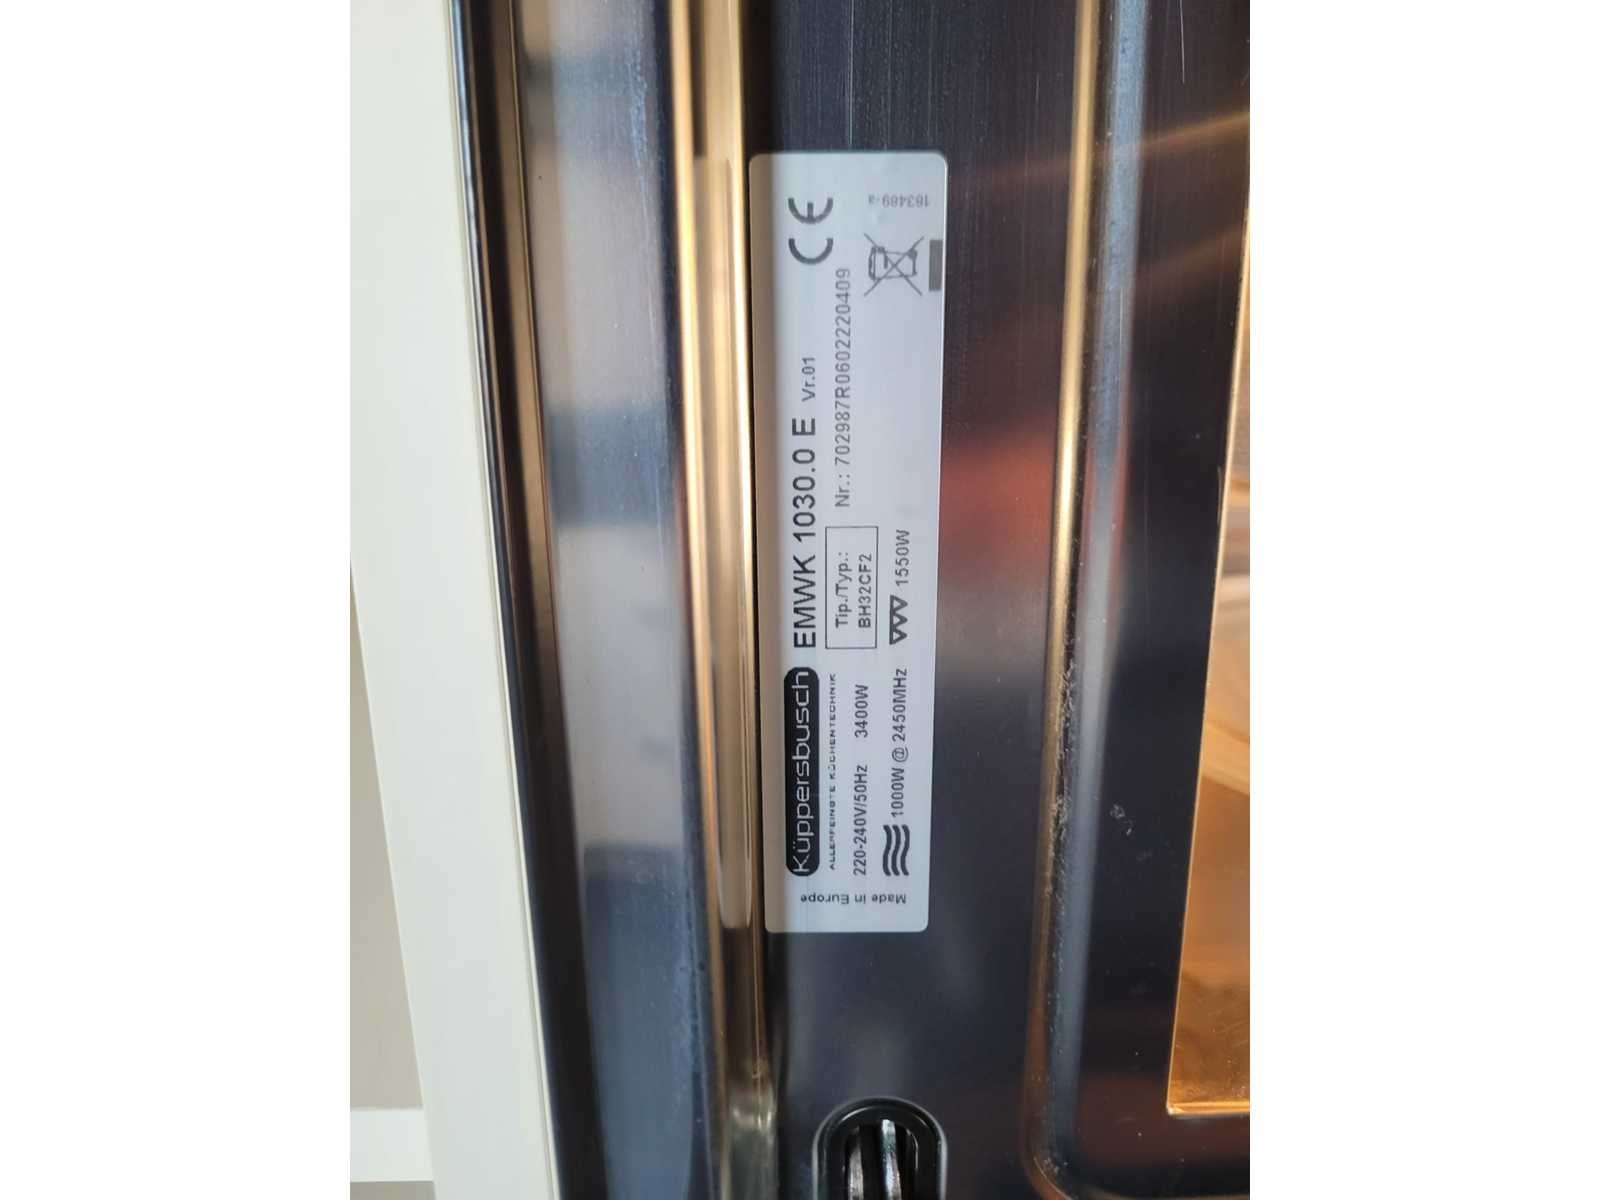 Küppersbusch EMWK 1030.0 E Vr.01
ALLERFEINSTE KÜCHENTECHNIK
Tip./Typ.:
BH32CF2
Nr.: 702987R0602220409
220-240V/50Hz 3400W
1000W @ 2450MHz 1550W
Made in Europe
163469-a
CE